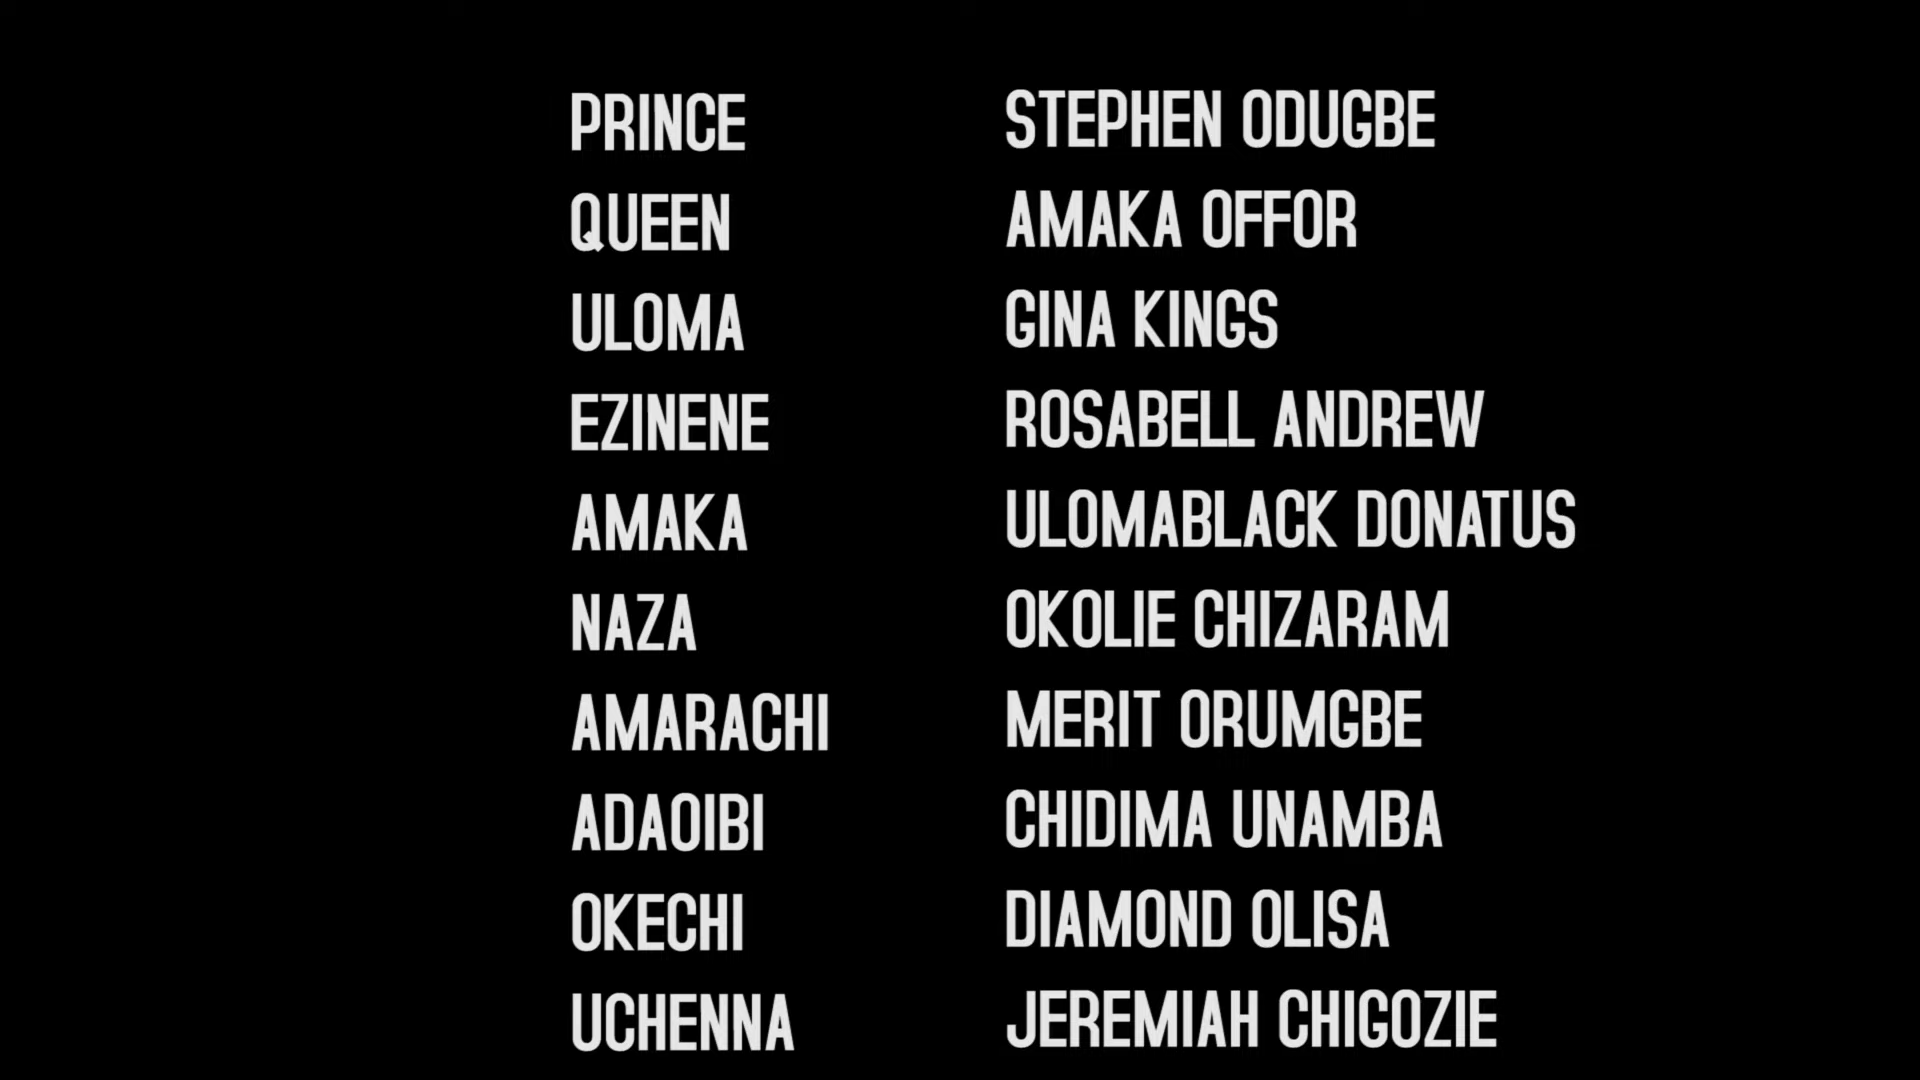 PRINCE STEPHEN ODUGBE
QUEEN AMAKA OFFOR
ULOMA GINA KINGS
EZINENE ROSABELL ANDREW
AMAKA ULOMABLACK DONATUS
NAZA OKOLIE CHIZARAM
AMARACHI MERIT ORUMGBE
ADAOIBI CHIDIMA UNAMBA
OKECHI DIAMOND OLISA
UCHENNA JEREMIAH CHIGOZIE